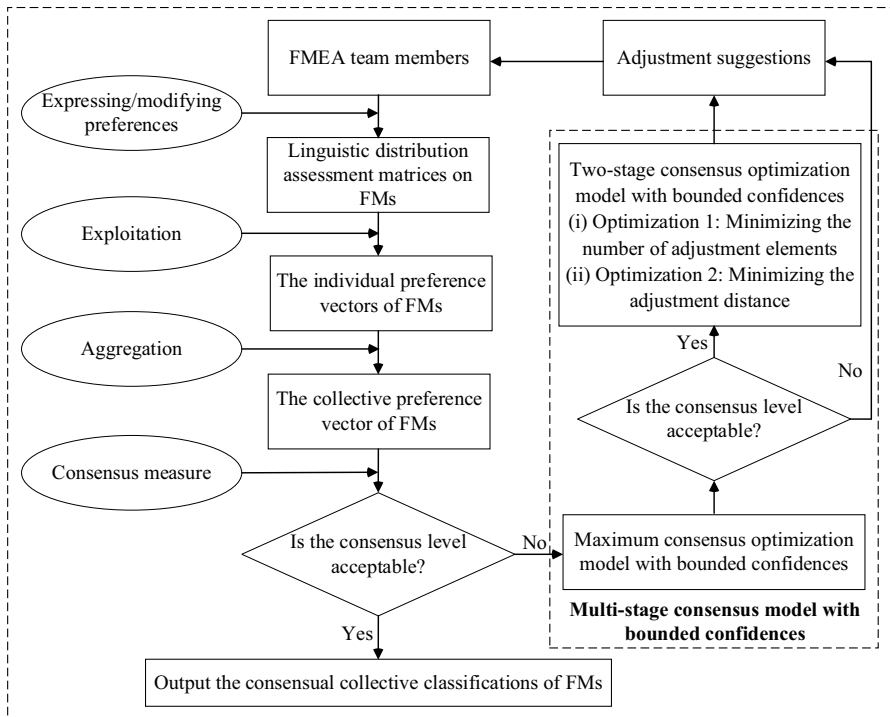 FMEA team members
Adjustment suggestions
Expressing/modifying
preferences
Linguistic distribution
assessment matrices on
FMs
Exploitation
The individual preference
vectors of FMs
Aggregation
The collective preference
vector of FMs
Consensus measure
Is the consensus level
acceptable?
No
Yes
Output the consensual collective classifications of FMs
Two-stage consensus optimization
model with bounded confidences
(i) Optimization 1: Minimizing the
number of adjustment elements
(ii) Optimization 2: Minimizing the
adjustment distance
Yes
No
Is the consensus level
acceptable?
Maximum consensus optimization
model with bounded confidences
Multi-stage consensus model with
bounded confidences